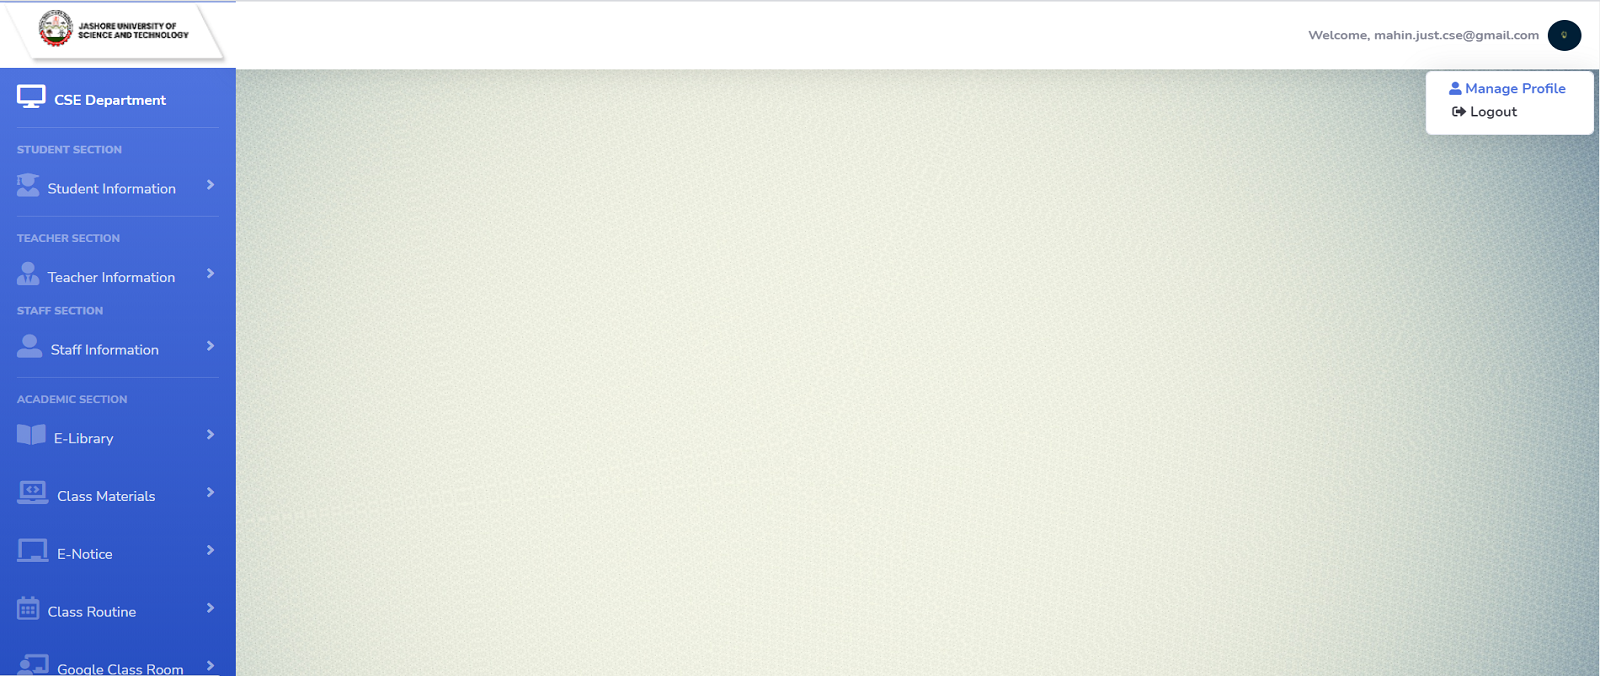 JASHORE UNIVERSITY OF
SCIENCE AND TECHNOLOGY
Welcome, mahin.just.cse@gmail.com
Manage Profile
Logout
CSE Department
STUDENT SECTION
Student Information
TEACHER SECTION
Teacher Information
STAFF SECTION
Staff Information
ACADEMIC SECTION
E-Library
Class Materials
E-Notice
Class Routine
Google Class Room